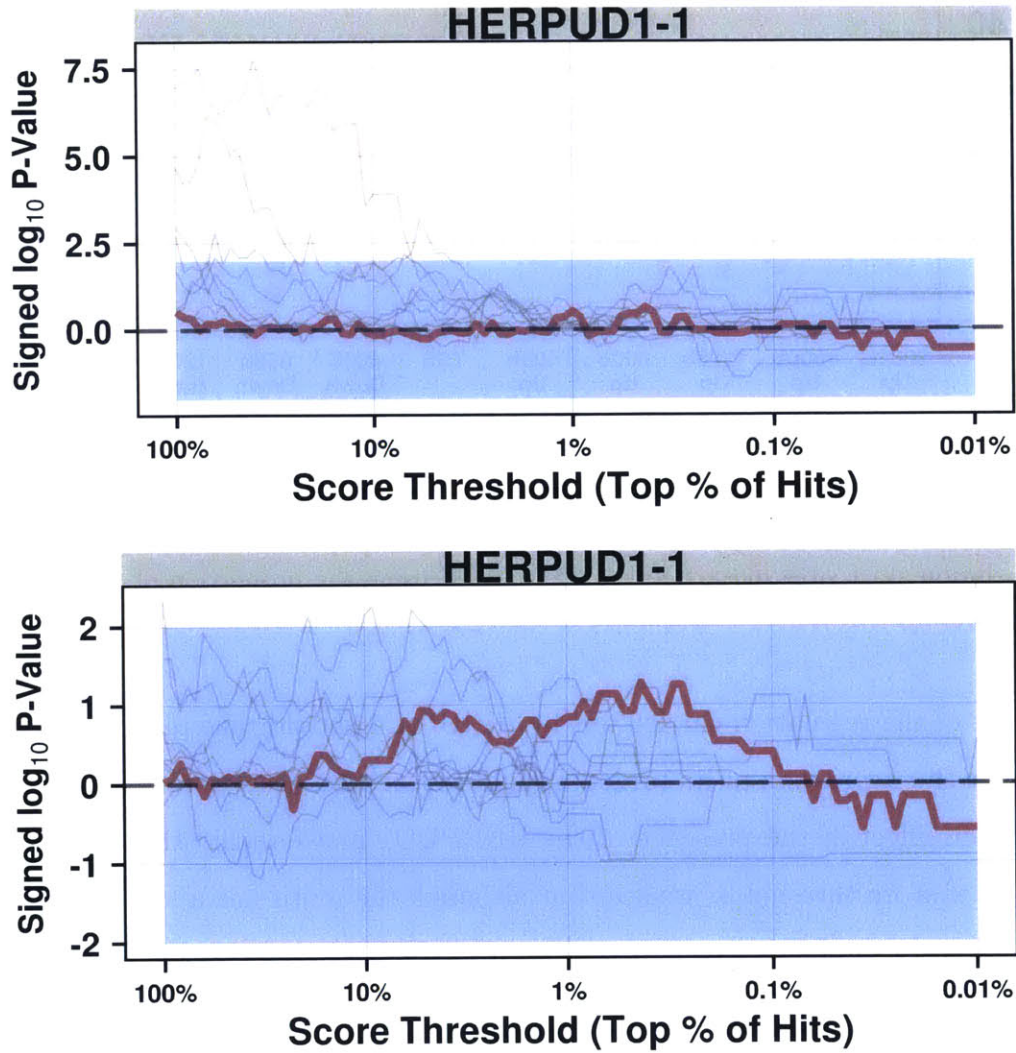 HERPUD1-1
7.5
5.0
2.5
0.0
Signed log10 P-Value
100% 10% 1% 0.1% 0.01%
Score Threshold (Top % of Hits)
HERPUD1-1
2
1
0
-1
-2
Signed log10 P-Value
100% 10% 1% 0.1% 0.01%
Score Threshold (Top % of Hits)